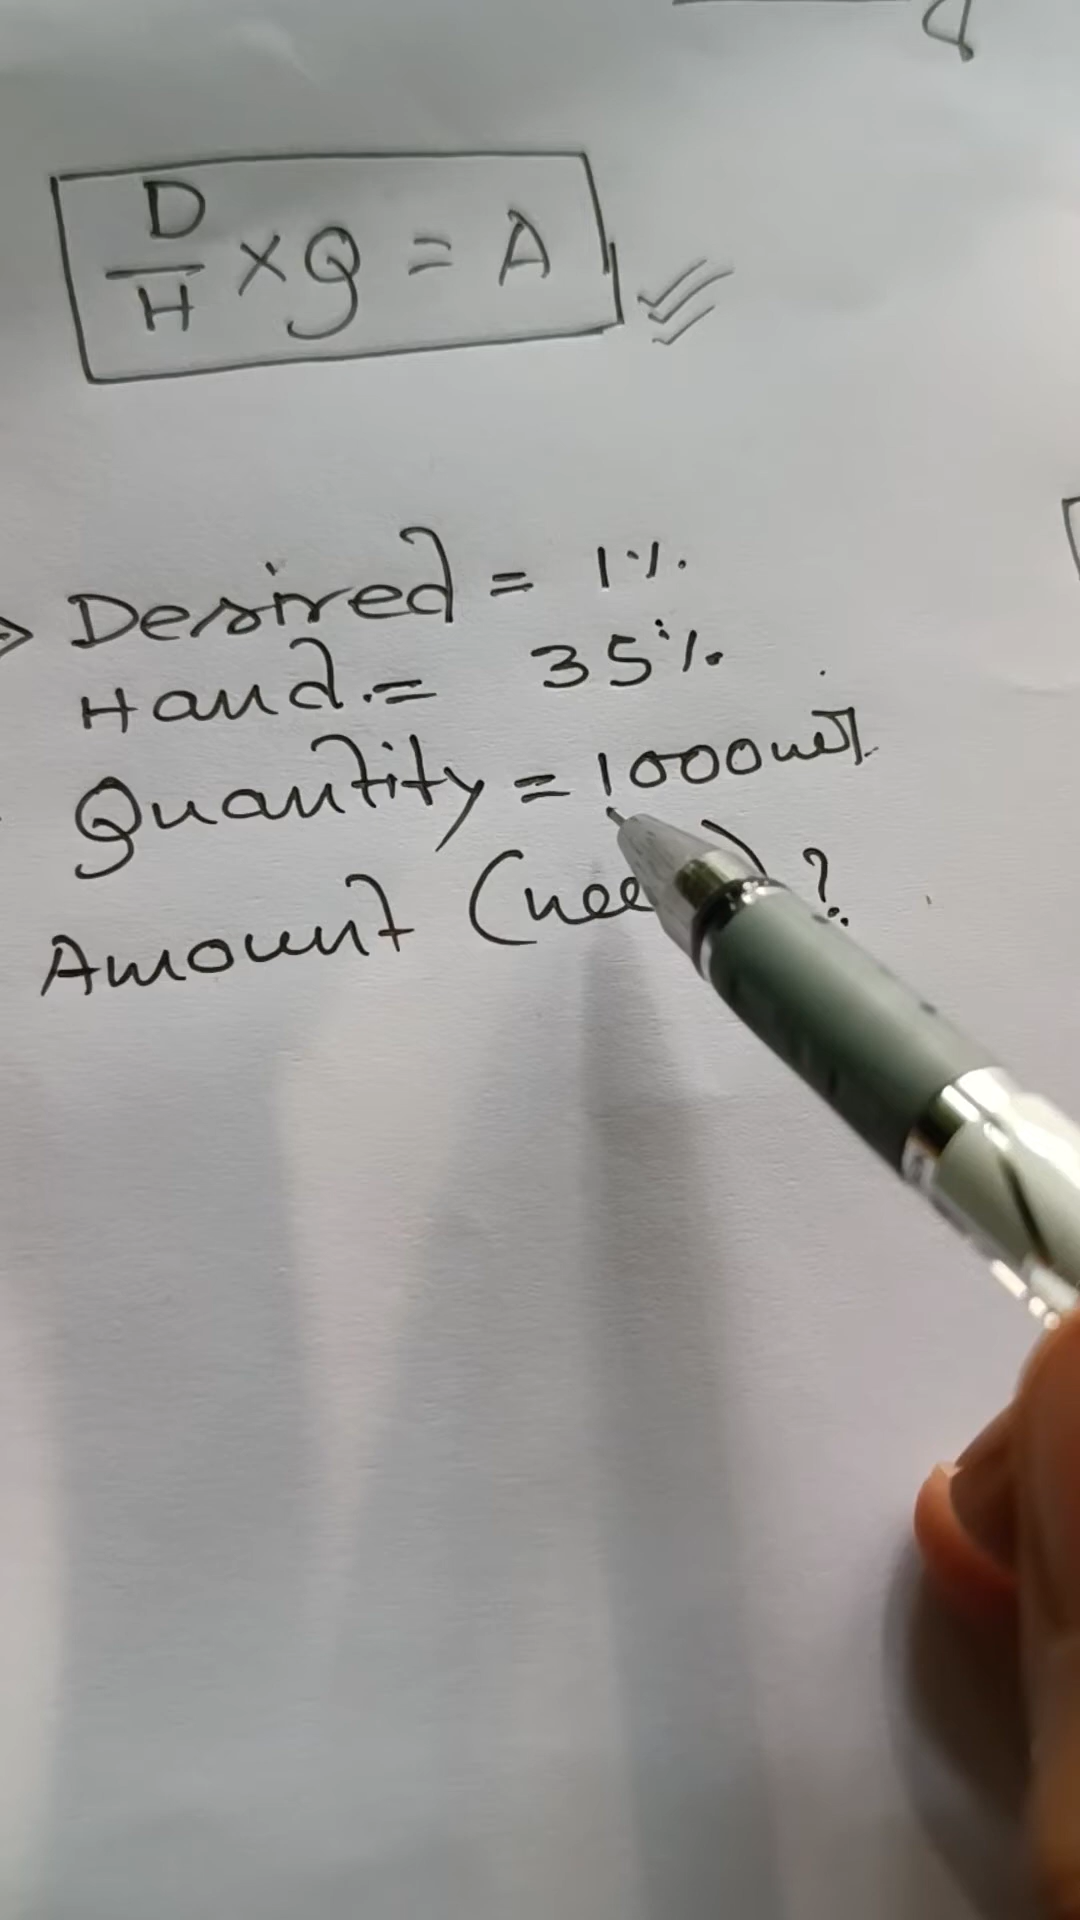 D
— × Q = A
H
Desired = 1%.
Hand. = 35%.
Quantity = 1000ml.
Amount ( ) ?